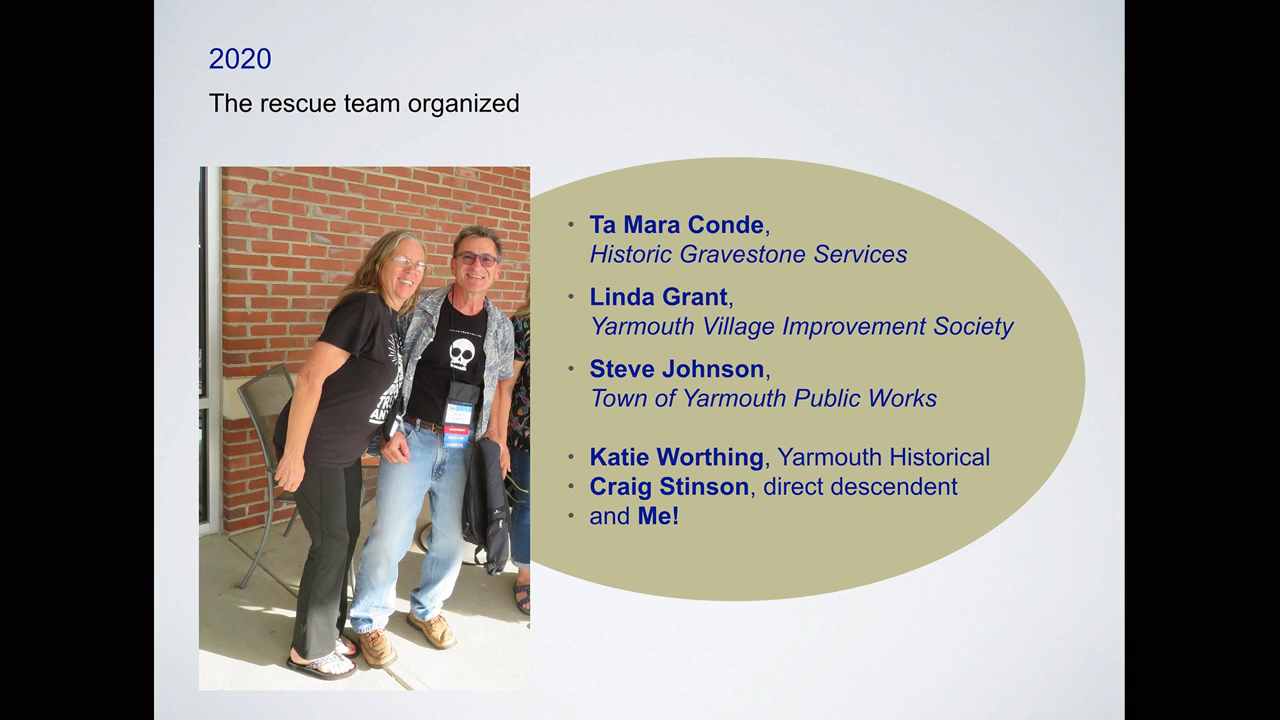 2020
The rescue team organized
• Ta Mara Conde,
Historic Gravestone Services
• Linda Grant,
Yarmouth Village Improvement Society
• Steve Johnson,
Town of Yarmouth Public Works
• Katie Worthing, Yarmouth Historical
• Craig Stinson, direct descendent
• and Me!